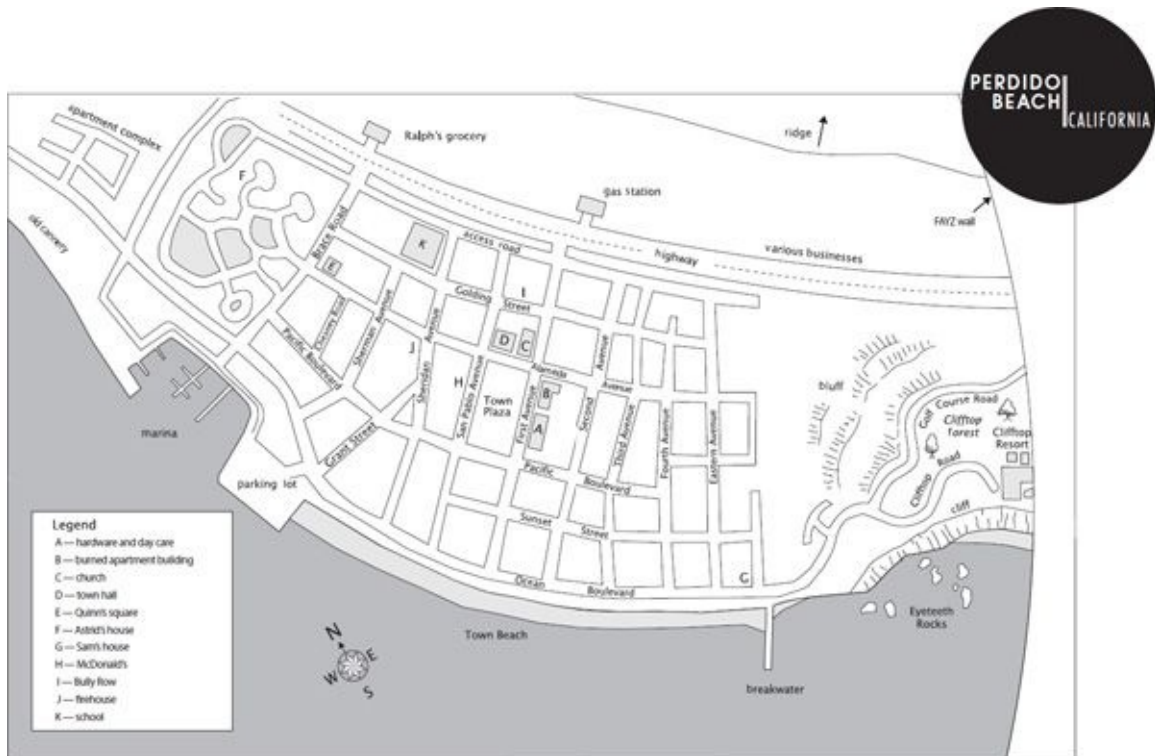 PERDIDO
BEACH
CALIFORNIA
apartment complex
Ralph's grocery
ridge
F
gas station
FAYZ wall
old cannery
Brace Road
K
access road
highway
various businesses
E
Golding
Street
I
Sherman Avenue
Pacific Boulevard
Sheridan
Avenue
J
D
C
Alameda
Avenue
Avenue
bluff
H
San Pablo Avenue
Town
Plaza
First Avenue
B
A
Second
Third Avenue
Fourth Avenue
Eastern Avenue
Golf
Course Road
Clifftop
Forest
Clifftop
Resort
Clifftop
Road
cliff
marina
Grant Street
Pacific
Boulevard
parking lot
Sunset
Street
Ocean
Boulevard
G
Eyeteeth
Rocks
Town Beach
breakwater
N
E
W
S
Legend
A — hardware and day care
B — burned apartment building
C — church
D — town hall
E — Quinn's square
F — Astrid's house
G — Sam's house
H — McDonald's
I — Bully Row
J — firehouse
K — school